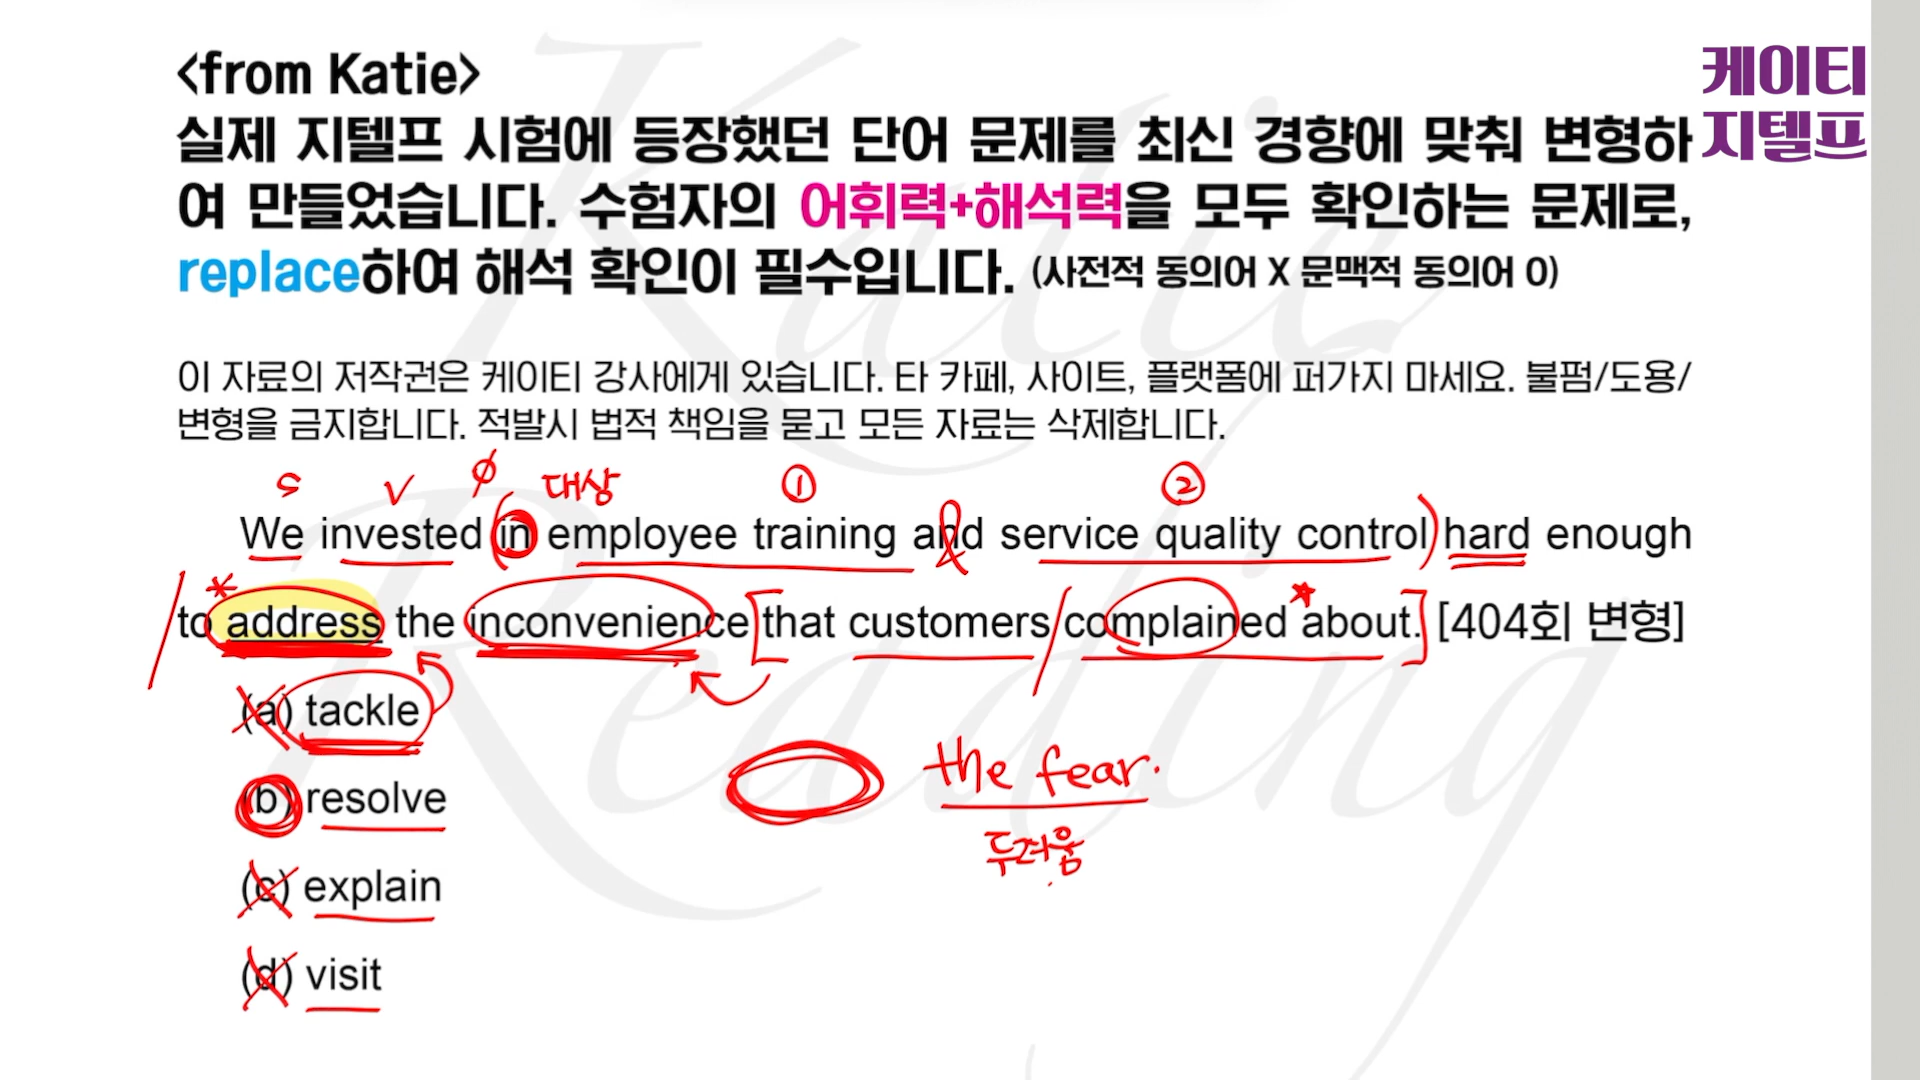 <from Katie>
케이티
지텔프
실제 지텔프 시험에 등장했던 단어 문제를 최신 경향에 맞춰 변형하
여 만들었습니다. 수험자의 어휘력+해석력을 모두 확인하는 문제로,
replace하여 해석 확인이 필수입니다. (사전적 동의어 X 문맥적 동의어 O)
이 자료의 저작권은 케이티 강사에게 있습니다. 타 카페, 사이트, 플랫폼에 퍼가지 마세요. 불펌/도용/
변형을 금지합니다. 적발시 법적 책임을 묻고 모든 자료는 삭제합니다.
S V 대상 ① ②
We invested in employee training and service quality control hard enough
to address the inconvenience that customers complained about. [404회 변형]
(a) tackle
the fear.
(b) resolve
두려움
(c) explain
(d) visit
Katie
Reading